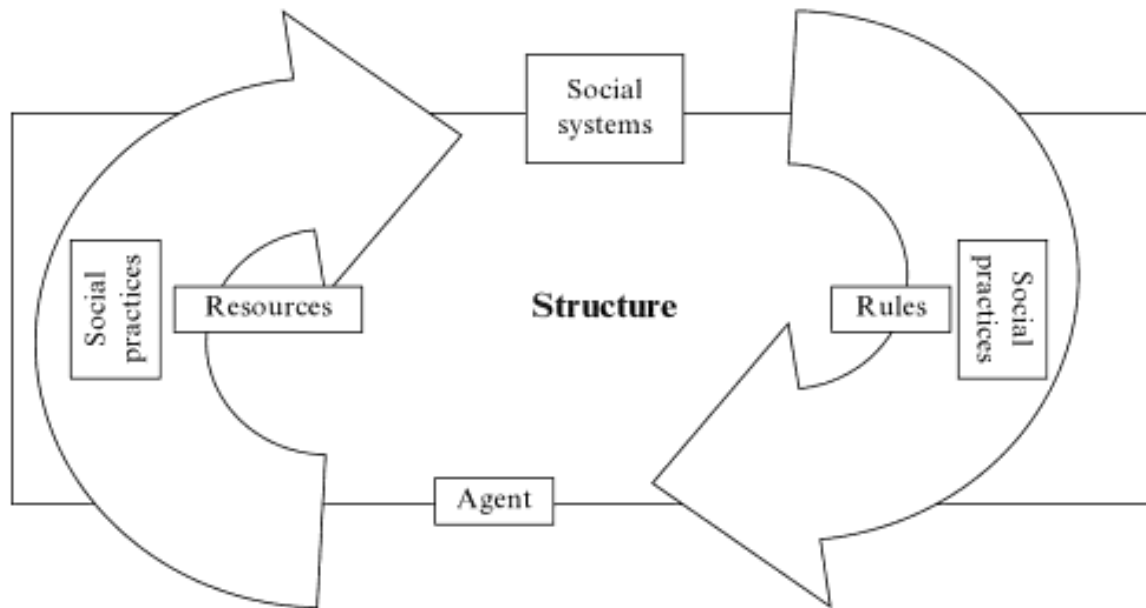 Social
systems
Social
practices
Resources
Structure
Rules
Social
practices
Agent